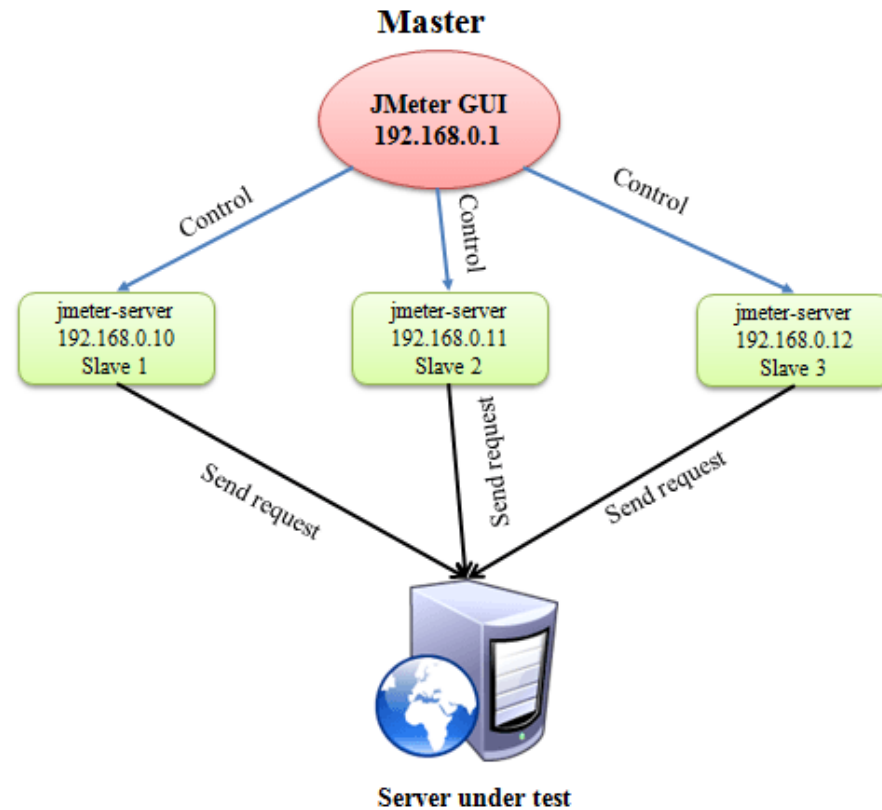 Master
JMeter GUI
192.168.0.1
Control
Control
Control
jmeter-server
192.168.0.10
Slave 1
jmeter-server
192.168.0.11
Slave 2
jmeter-server
192.168.0.12
Slave 3
Send request
Send request
Send request
Server under test